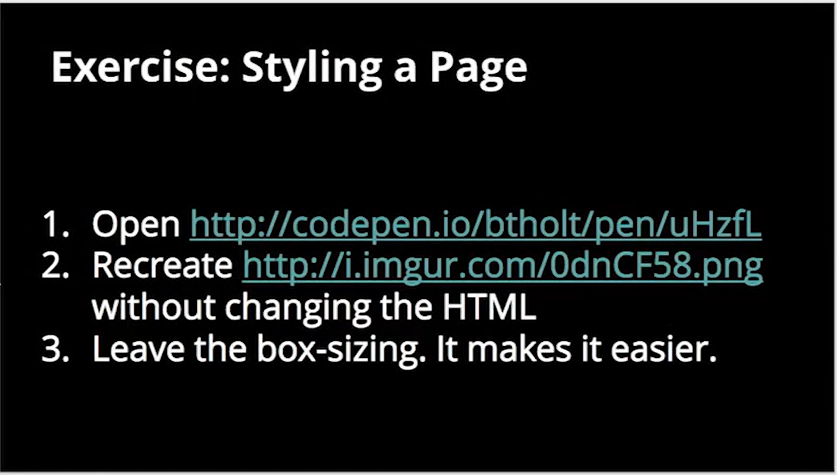 Exercise: Styling a Page
1. Open http://codepen.io/btholt/pen/uHzfL
2. Recreate http://i.imgur.com/0dnCF58.png
without changing the HTML
3. Leave the box-sizing. It makes it easier.